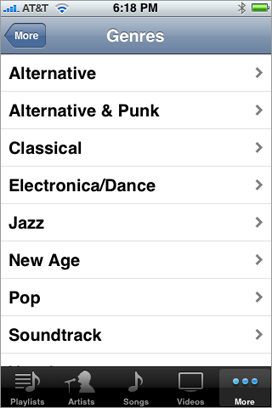 AT&T 6:18 PM
More Genres
Alternative
Alternative & Punk
Classical
Electronica/Dance
Jazz
New Age
Pop
Soundtrack
Playlists Artists Songs Videos More